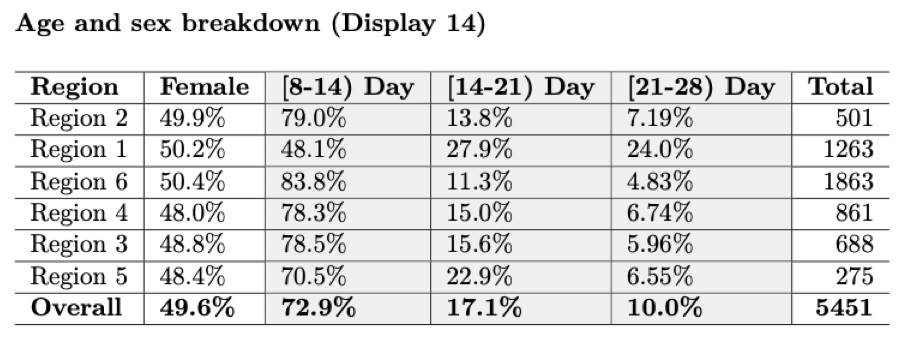 Age and sex breakdown (Display 14)
Region Female [8-14) Day [14-21) Day [21-28) Day Total
Region 2 49.9% 79.0% 13.8% 7.19% 501
Region 1 50.2% 48.1% 27.9% 24.0% 1263
Region 6 50.4% 83.8% 11.3% 4.83% 1863
Region 4 48.0% 78.3% 15.0% 6.74% 861
Region 3 48.8% 78.5% 15.6% 5.96% 688
Region 5 48.4% 70.5% 22.9% 6.55% 275
Overall 49.6% 72.9% 17.1% 10.0% 5451